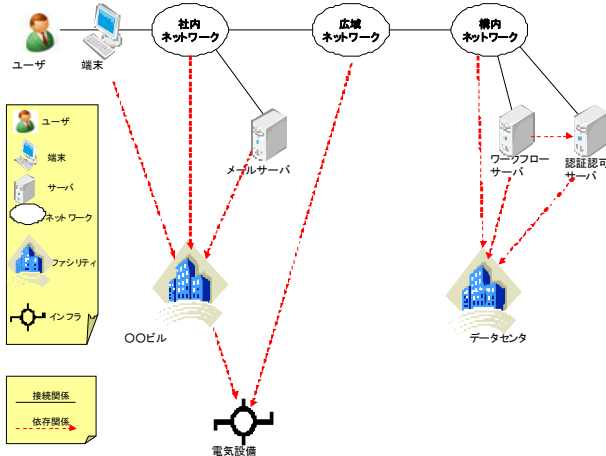 社内
ネットワーク
広域
ネットワーク
構内
ネットワーク
ユーザ
端末
メールサーバ
ワークフロー
サーバ
認証認可
サーバ
ユーザ
端末
サーバ
ネットワーク
ファシリティ
インフラ
〇〇ビル
データセンタ
接続関係
依存関係
電気設備